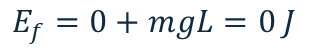 E_f = 0 + mgL = 0 J